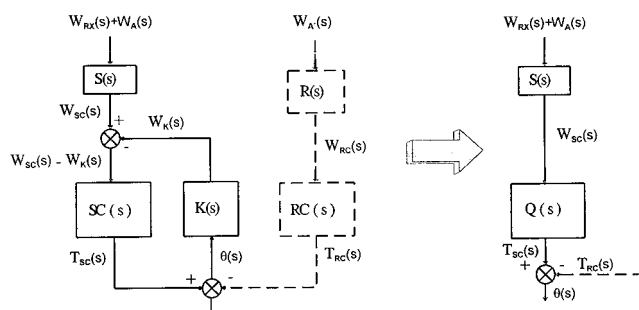 W_RX(s)+W_A(s)
S(s)
W_SC(s)
+
-
W_K(s)
W_SC(s) - W_K(s)
SC(s)
K(s)
T_SC(s)
θ(s)
+
-
W_A(s)
R(s)
W_RC(s)
RC(s)
T_RC(s)
W_RX(s)+W_A(s)
S(s)
W_SC(s)
Q(s)
T_SC(s)
+
-
T_RC(s)
θ(s)